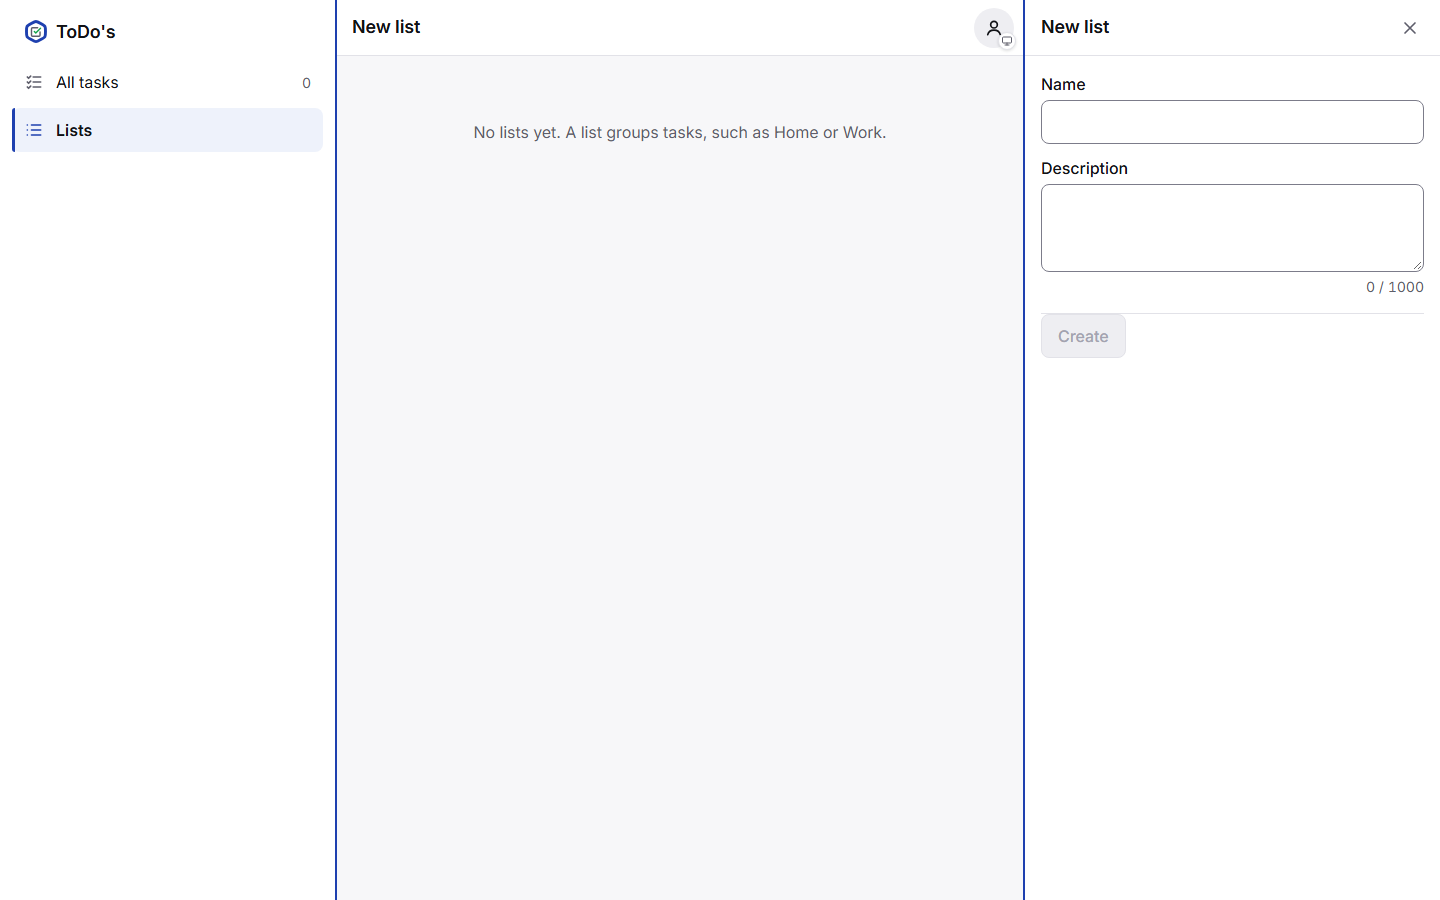 ToDo's
All tasks 0
Lists
New list
No lists yet. A list groups tasks, such as Home or Work.
New list
Name
Description
0 / 1000
Create